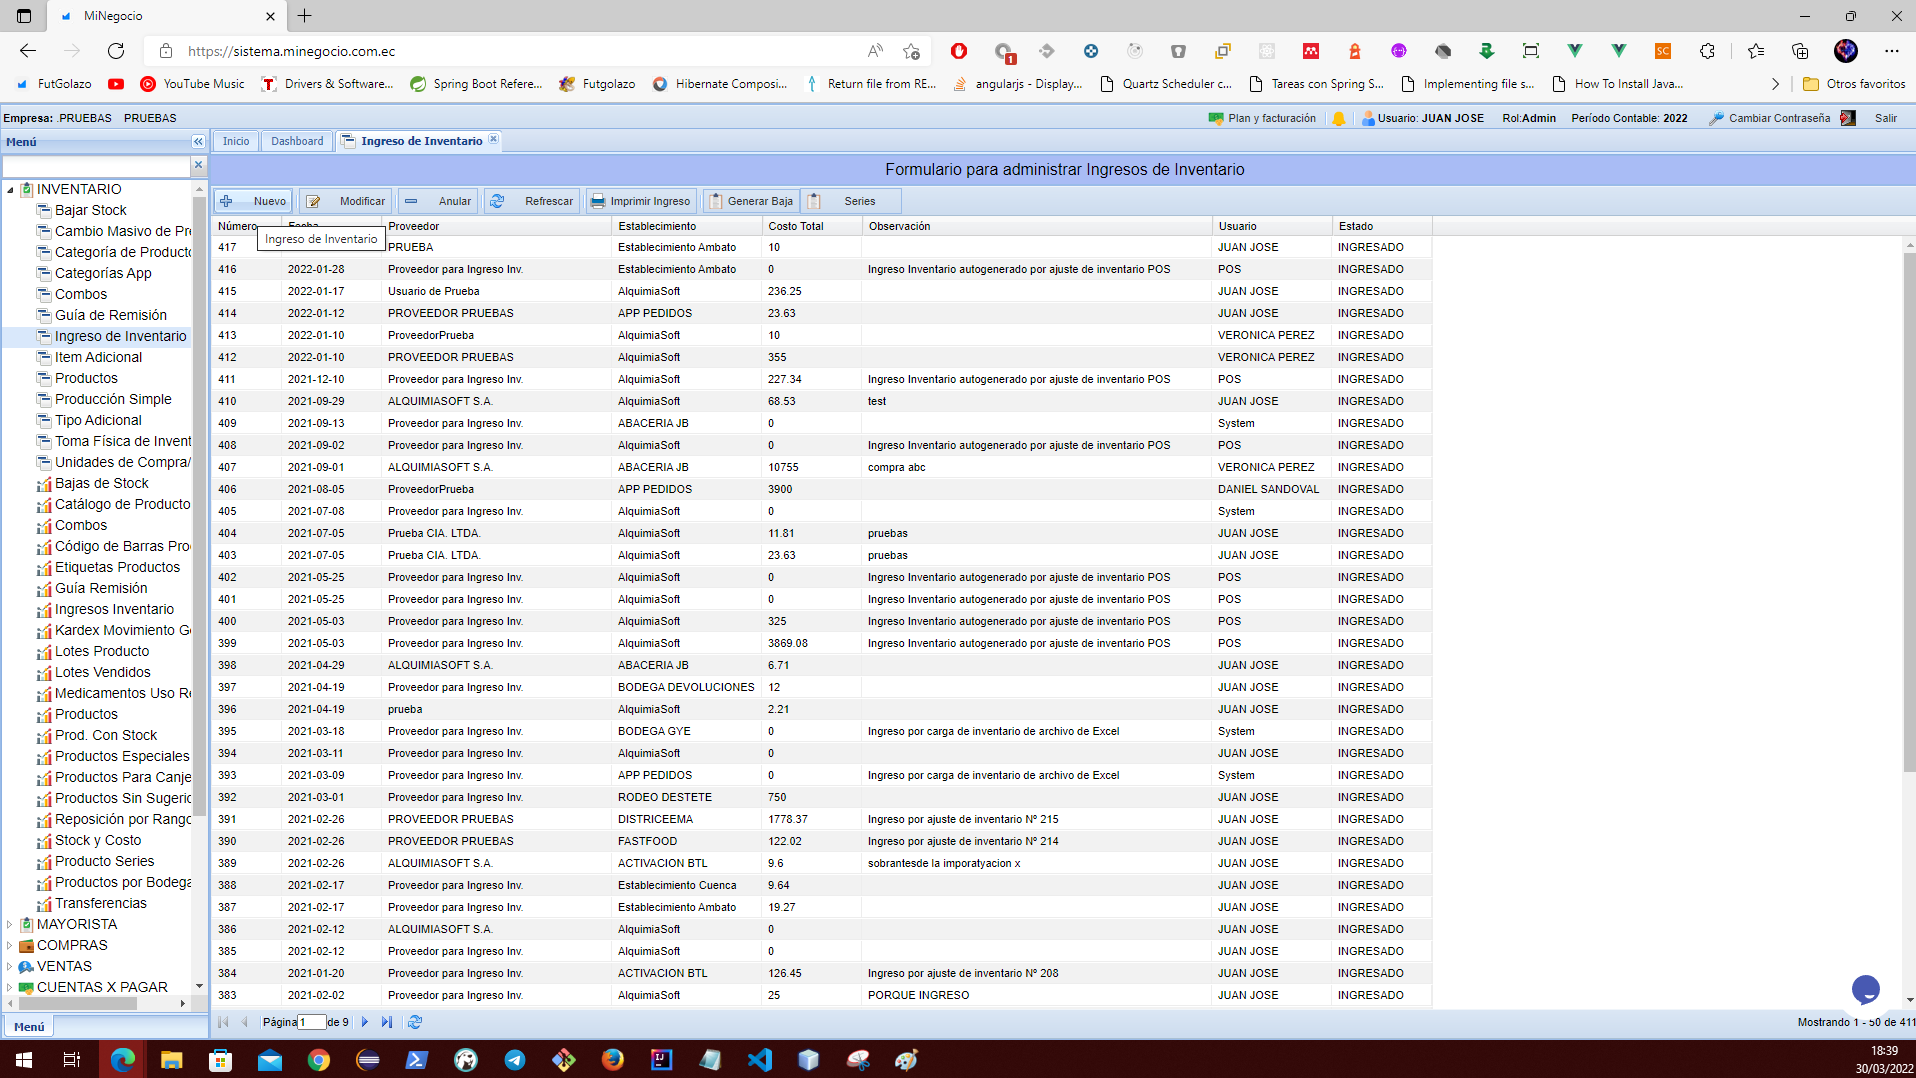 MiNegocio
https://sistema.minegocio.com.ec
FutGolazo
YouTube Music
Drivers & Software...
Spring Boot Refere...
Futgolazo
Hibernate Composi...
Return file from RE...
angularjs - Display...
Quartz Scheduler c...
Tareas con Spring S...
Implementing file s...
How To Install Java...
Otros favoritos
Empresa: .PRUEBAS PRUEBAS
Plan y facturación
Usuario: JUAN JOSE Rol:Admin Período Contable: 2022
Cambiar Contraseña
Salir
Menú
Inicio
Dashboard
Ingreso de Inventario
Formulario para administrar Ingresos de Inventario
Nuevo
Modificar
Anular
Refrescar
Imprimir Ingreso
Generar Baja
Series
INVENTARIO
Bajar Stock
Cambio Masivo de Pre
Categoría de Producto
Categorías App
Combos
Guía de Remisión
Ingreso de Inventario
Item Adicional
Productos
Producción Simple
Tipo Adicional
Toma Física de Invent
Unidades de Compra/
Bajas de Stock
Catálogo de Producto
Combos
Código de Barras Pro
Etiquetas Productos
Guía Remisión
Ingresos Inventario
Kardex Movimiento Ge
Lotes Producto
Lotes Vendidos
Medicamentos Uso Re
Productos
Prod. Con Stock
Productos Especiales
Productos Para Canje
Productos Sin Sugeric
Reposición por Rango
Stock y Costo
Producto Series
Productos por Bodega
Transferencias
MAYORISTA
COMPRAS
VENTAS
CUENTAS X PAGAR
Menú
Número Fecha Proveedor Establecimiento Costo Total Observación Usuario Estado
Ingreso de Inventario
417 PRUEBA Establecimiento Ambato 10 JUAN JOSE INGRESADO
416 2022-01-28 Proveedor para Ingreso Inv. Establecimiento Ambato 0 Ingreso Inventario autogenerado por ajuste de inventario POS POS INGRESADO
415 2022-01-17 Usuario de Prueba AlquimiaSoft 236.25 JUAN JOSE INGRESADO
414 2022-01-12 PROVEEDOR PRUEBAS APP PEDIDOS 23.63 JUAN JOSE INGRESADO
413 2022-01-10 ProveedorPrueba AlquimiaSoft 10 VERONICA PEREZ INGRESADO
412 2022-01-10 PROVEEDOR PRUEBAS AlquimiaSoft 355 VERONICA PEREZ INGRESADO
411 2021-12-10 Proveedor para Ingreso Inv. AlquimiaSoft 227.34 Ingreso Inventario autogenerado por ajuste de inventario POS POS INGRESADO
410 2021-09-29 ALQUIMIASOFT S.A. AlquimiaSoft 68.53 test JUAN JOSE INGRESADO
409 2021-09-13 Proveedor para Ingreso Inv. ABACERIA JB 0 System INGRESADO
408 2021-09-02 Proveedor para Ingreso Inv. AlquimiaSoft 0 Ingreso Inventario autogenerado por ajuste de inventario POS POS INGRESADO
407 2021-09-01 ALQUIMIASOFT S.A. ABACERIA JB 10755 compra abc VERONICA PEREZ INGRESADO
406 2021-08-05 ProveedorPrueba APP PEDIDOS 3900 DANIEL SANDOVAL INGRESADO
405 2021-07-08 Proveedor para Ingreso Inv. AlquimiaSoft 0 System INGRESADO
404 2021-07-05 Prueba CIA. LTDA. AlquimiaSoft 11.81 pruebas JUAN JOSE INGRESADO
403 2021-07-05 Prueba CIA. LTDA. AlquimiaSoft 23.63 pruebas JUAN JOSE INGRESADO
402 2021-05-25 Proveedor para Ingreso Inv. AlquimiaSoft 0 Ingreso Inventario autogenerado por ajuste de inventario POS POS INGRESADO
401 2021-05-25 Proveedor para Ingreso Inv. AlquimiaSoft 0 Ingreso Inventario autogenerado por ajuste de inventario POS POS INGRESADO
400 2021-05-03 Proveedor para Ingreso Inv. AlquimiaSoft 325 Ingreso Inventario autogenerado por ajuste de inventario POS POS INGRESADO
399 2021-05-03 Proveedor para Ingreso Inv. AlquimiaSoft 3869.08 Ingreso Inventario autogenerado por ajuste de inventario POS POS INGRESADO
398 2021-04-29 ALQUIMIASOFT S.A. ABACERIA JB 6.71 JUAN JOSE INGRESADO
397 2021-04-19 Proveedor para Ingreso Inv. BODEGA DEVOLUCIONES 12 JUAN JOSE INGRESADO
396 2021-04-19 prueba AlquimiaSoft 2.21 JUAN JOSE INGRESADO
395 2021-03-18 Proveedor para Ingreso Inv. BODEGA GYE 0 Ingreso por carga de inventario de archivo de Excel System INGRESADO
394 2021-03-11 Proveedor para Ingreso Inv. AlquimiaSoft 0 JUAN JOSE INGRESADO
393 2021-03-09 Proveedor para Ingreso Inv. APP PEDIDOS 0 Ingreso por carga de inventario de archivo de Excel System INGRESADO
392 2021-03-01 Proveedor para Ingreso Inv. RODEO DESTETE 750 JUAN JOSE INGRESADO
391 2021-02-26 PROVEEDOR PRUEBAS DISTRICEEMA 1778.37 Ingreso por ajuste de inventario Nº 215 JUAN JOSE INGRESADO
390 2021-02-26 PROVEEDOR PRUEBAS FASTFOOD 122.02 Ingreso por ajuste de inventario Nº 214 JUAN JOSE INGRESADO
389 2021-02-26 ALQUIMIASOFT S.A. ACTIVACION BTL 9.6 sobrantesde la imporatyacion x JUAN JOSE INGRESADO
388 2021-02-17 Proveedor para Ingreso Inv. Establecimiento Cuenca 9.64 JUAN JOSE INGRESADO
387 2021-02-17 Proveedor para Ingreso Inv. Establecimiento Ambato 19.27 JUAN JOSE INGRESADO
386 2021-02-12 ALQUIMIASOFT S.A. AlquimiaSoft 0 JUAN JOSE INGRESADO
385 2021-02-12 Proveedor para Ingreso Inv. AlquimiaSoft 0 JUAN JOSE INGRESADO
384 2021-01-20 Proveedor para Ingreso Inv. ACTIVACION BTL 126.45 Ingreso por ajuste de inventario Nº 208 JUAN JOSE INGRESADO
383 2021-02-02 Proveedor para Ingreso Inv. AlquimiaSoft 25 PORQUE INGRESO JUAN JOSE INGRESADO
Página 1 de 9
Mostrando 1 - 50 de 411
18:39
30/03/2022